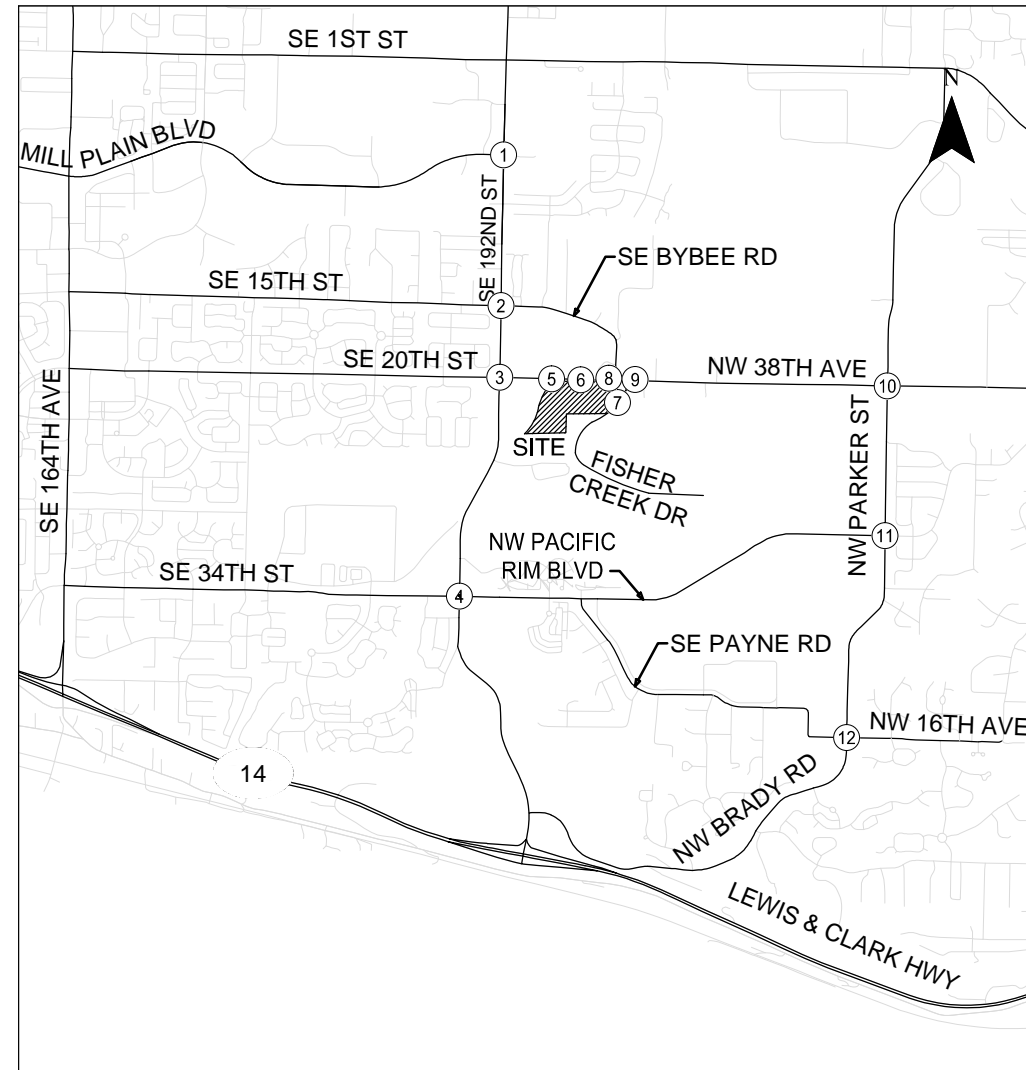 SE 1ST ST
N
MILL PLAIN BLVD
1
SE 192ND ST
SE BYBEE RD
SE 15TH ST
2
SE 20TH ST
3
5
6
8
9
NW 38TH AVE
10
7
SE 164TH AVE
SITE
FISHER
CREEK DR
NW PARKER ST
NW PACIFIC
RIM BLVD
11
SE 34TH ST
4
SE PAYNE RD
NW 16TH AVE
12
14
NW BRADY RD
LEWIS & CLARK HWY